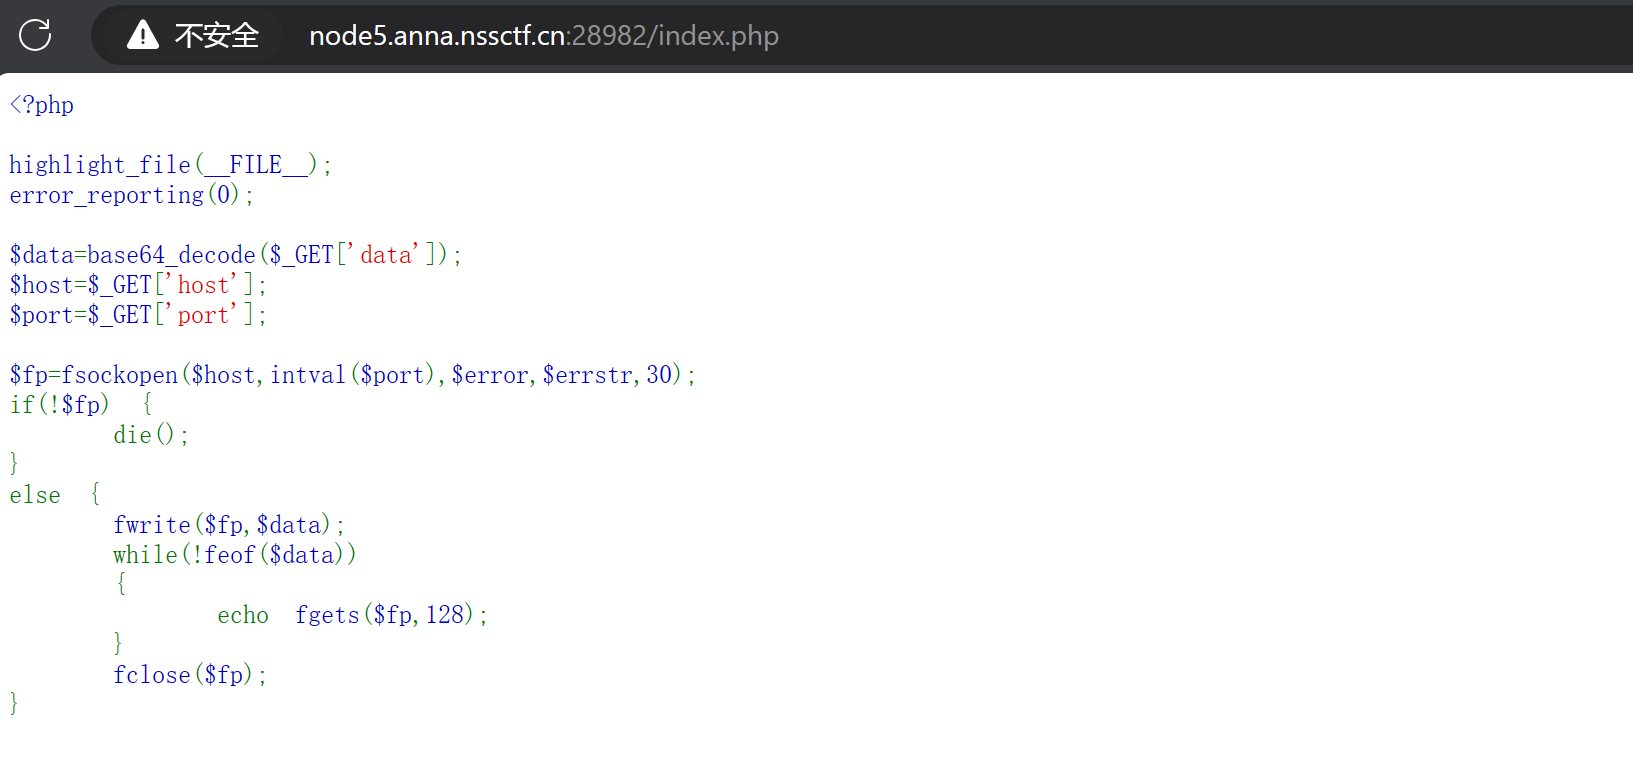 不安全 node5.anna.nssctf.cn:28982/index.php
<?php
highlight_file(__FILE__);
error_reporting(0);
$data=base64_decode($_GET['data']);
$host=$_GET['host'];
$port=$_GET['port'];
$fp=fsockopen($host,intval($port),$error,$errstr,30);
if(!$fp) {
die();
}
else {
fwrite($fp,$data);
while(!feof($data))
{
echo fgets($fp,128);
}
fclose($fp);
}